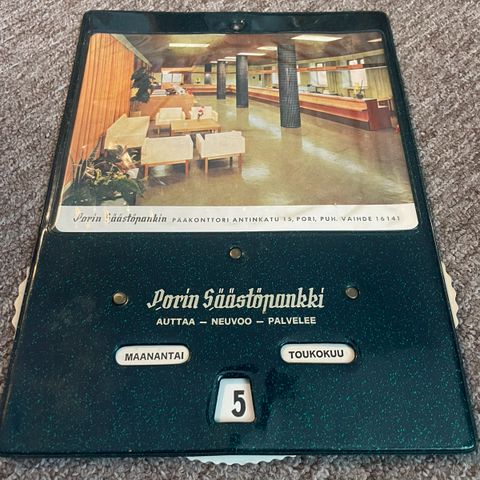 Porin Säästöpankin PÄÄKONTTORI ANTINKATU 15, PORI, PUH. VAIHDE 16141
Porin Säästöpankki
AUTTAA — NEUVOO — PALVELEE
MAANANTAI TOUKOKUU
5